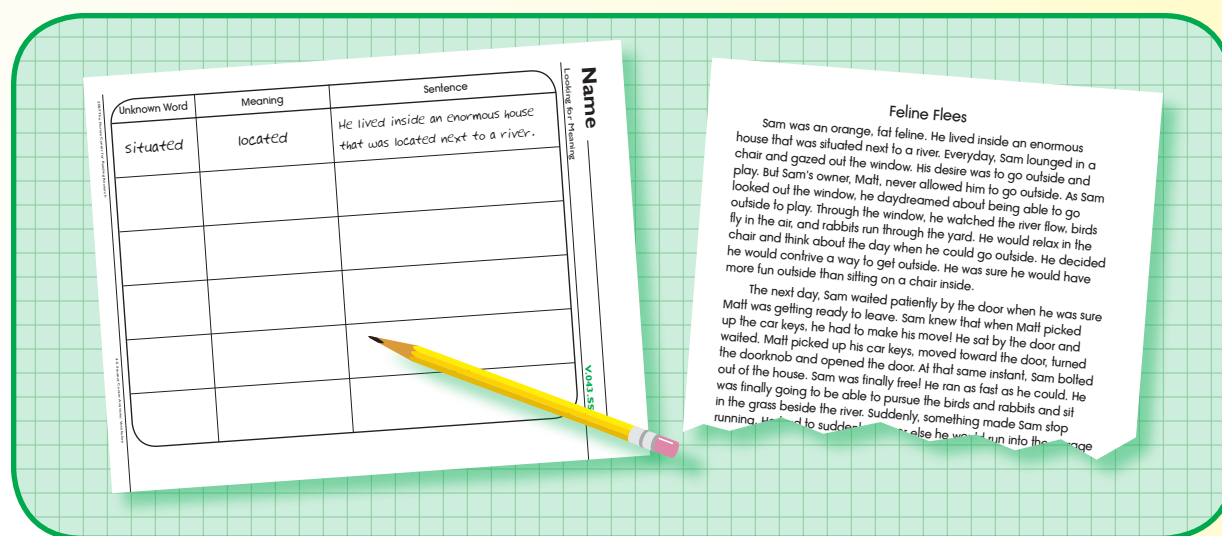 Name
Looking for Meaning
Unknown Word Meaning Sentence
situated located He lived inside an enormous house
that was located next to a river.
V.043.SS
Feline Flees
Sam was an orange, fat feline. He lived inside an enormous
house that was situated next to a river. Everyday, Sam lounged in a
chair and gazed out the window. His desire was to go outside and
play. But Sam's owner, Matt, never allowed him to go outside. As Sam
looked out the window, he daydreamed about being able to go
outside to play. Through the window, he watched the river flow, birds
fly in the air, and rabbits run through the yard. He would relax in the
chair and think about the day when he could go outside. He decided
he would contrive a way to get outside. He was sure he would have
more fun outside than sitting on a chair inside.
The next day, Sam waited patiently by the door when he was sure
Matt was getting ready to leave. Sam knew that when Matt picked
up the car keys, he had to make his move! He sat by the door and
waited. Matt picked up his car keys, moved toward the door, turned
the doorknob and opened the door. At that same instant, Sam bolted
out of the house. Sam was finally free! He ran as fast as he could. He
was finally going to be able to pursue the birds and rabbits and sit
in the grass beside the river. Suddenly, something made Sam stop
running. to else he would run into the